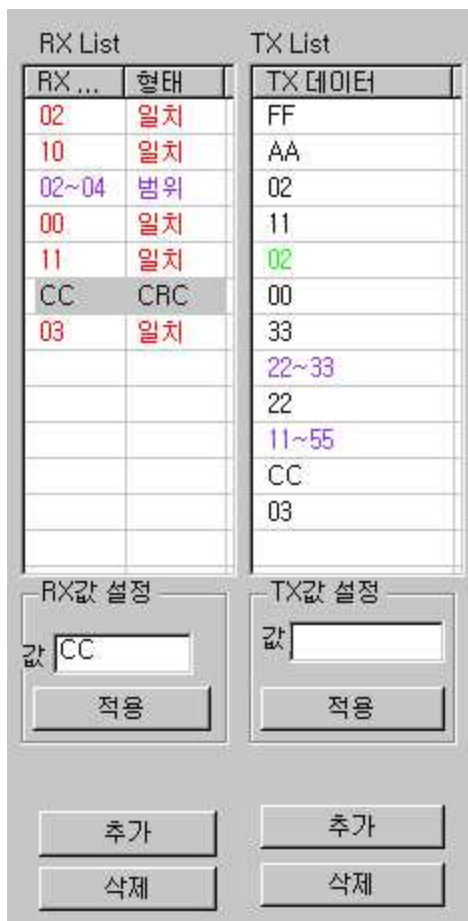 RX List
RX ... 형태
02 일치
10 일치
02~04 범위
00 일치
11 일치
CC CRC
03 일치
RX값 설정
값 CC
적용
추가
삭제
TX List
TX 데이터
FF
AA
02
11
02
00
33
22~33
22
11~55
CC
03
TX값 설정
값
적용
추가
삭제